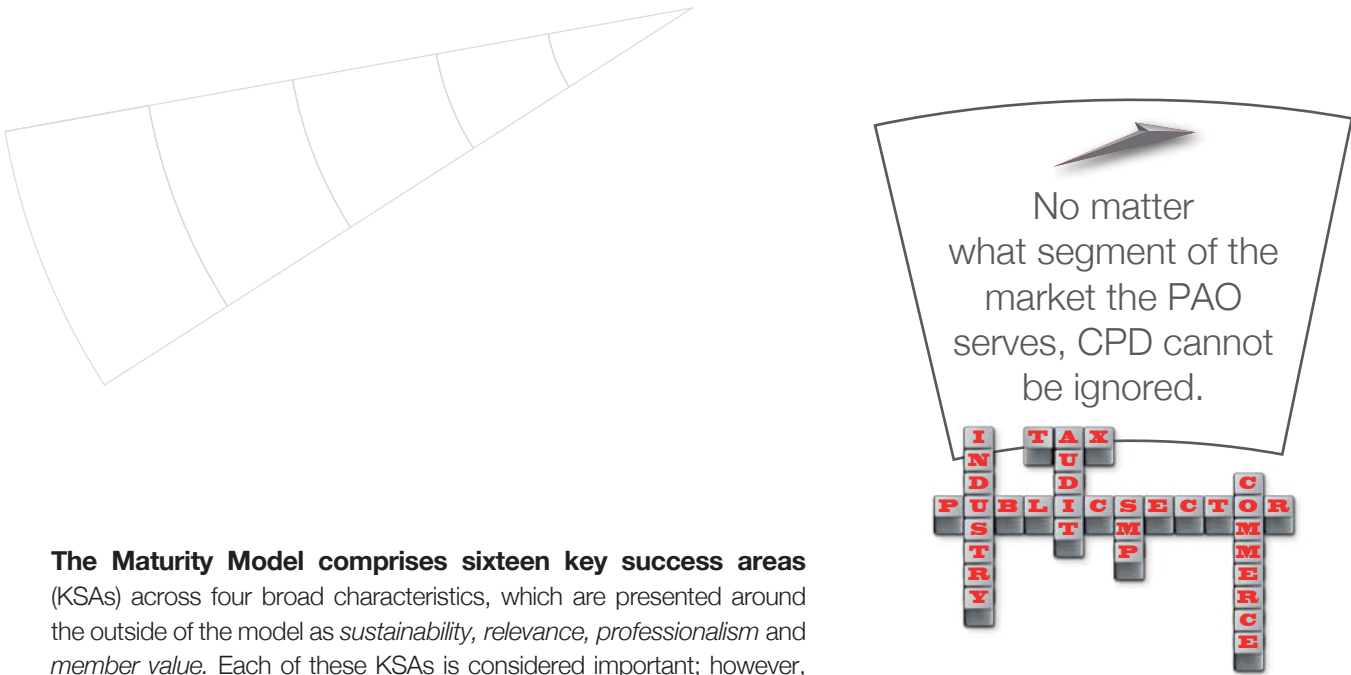 No matter
what segment of the
market the PAO
serves, CPD cannot
be ignored.
INDUSTRY
TAX
AUDIT
PUBLICSECTOR
SMP
COMMERCE
The Maturity Model comprises sixteen key success areas
(KSAs) across four broad characteristics, which are presented around
the outside of the model as sustainability, relevance, professionalism and
member value. Each of these KSAs is considered important; however,